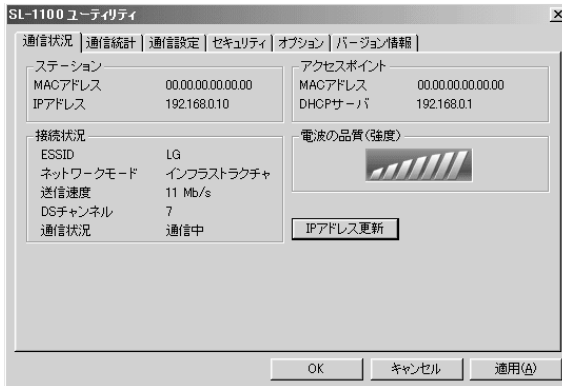 SL-1100 ユーティリティ
通信状況 通信統計 通信設定 セキュリティ オプション バージョン情報
ステーション
MACアドレス 00.00.00.00.00.00
IPアドレス 192.168.0.10
アクセスポイント
MACアドレス 00.00.00.00.00.00
DHCPサーバ 192.168.0.1
接続状況
ESSID LG
ネットワークモード インフラストラクチャ
送信速度 11 Mb/s
DSチャンネル 7
通信状況 通信中
電波の品質(強度)
IPアドレス更新
OK キャンセル 適用(A)